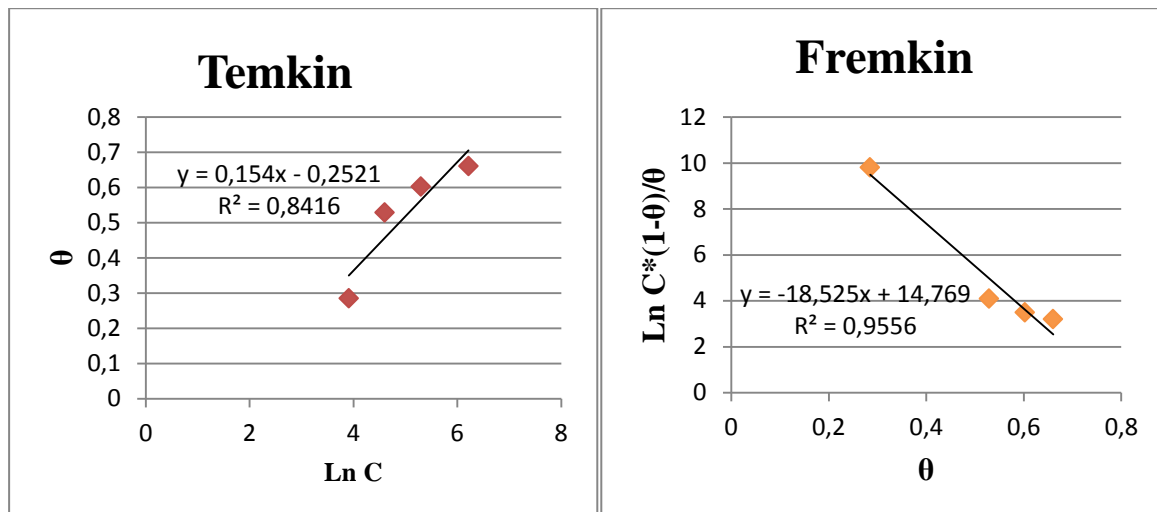 Temkin
0,8
0,7
0,6
0,5
0,4
0,3
0,2
0,1
0
y = 0,154x - 0,2521
R² = 0,8416
θ
0
2
4
6
8
Ln C
Fremkin
12
10
8
6
4
2
0
y = -18,525x + 14,769
R² = 0,9556
Ln C*(1-θ)/θ
0
0,2
0,4
0,6
0,8
θ